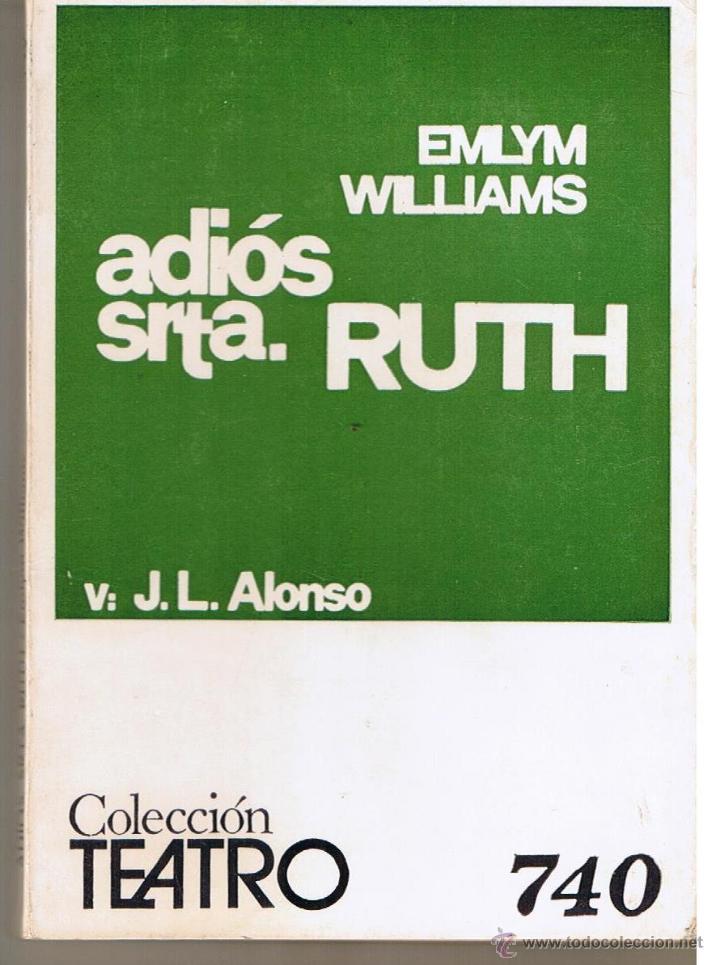 EMLYM
WILLIAMS
adiós
srta. RUTH
v: J.L. Alonso
Colección
TEATRO
740
www.todocoleccion.net